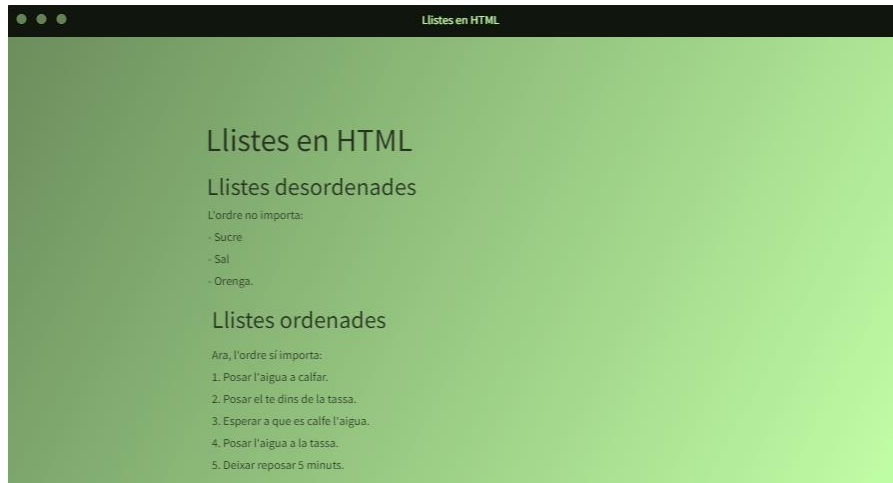 Llistes en HTML
Llistes en HTML
Llistes desordenades
L'ordre no importa:
- Sucre
- Sal
- Orenga.
Llistes ordenades
Ara, l'ordre sí importa:
1. Posar l'aigua a calfar.
2. Posar el te dins de la tassa.
3. Esperar a que es calfe l'aigua.
4. Posar l'aigua a la tassa.
5. Deixar reposar 5 minuts.